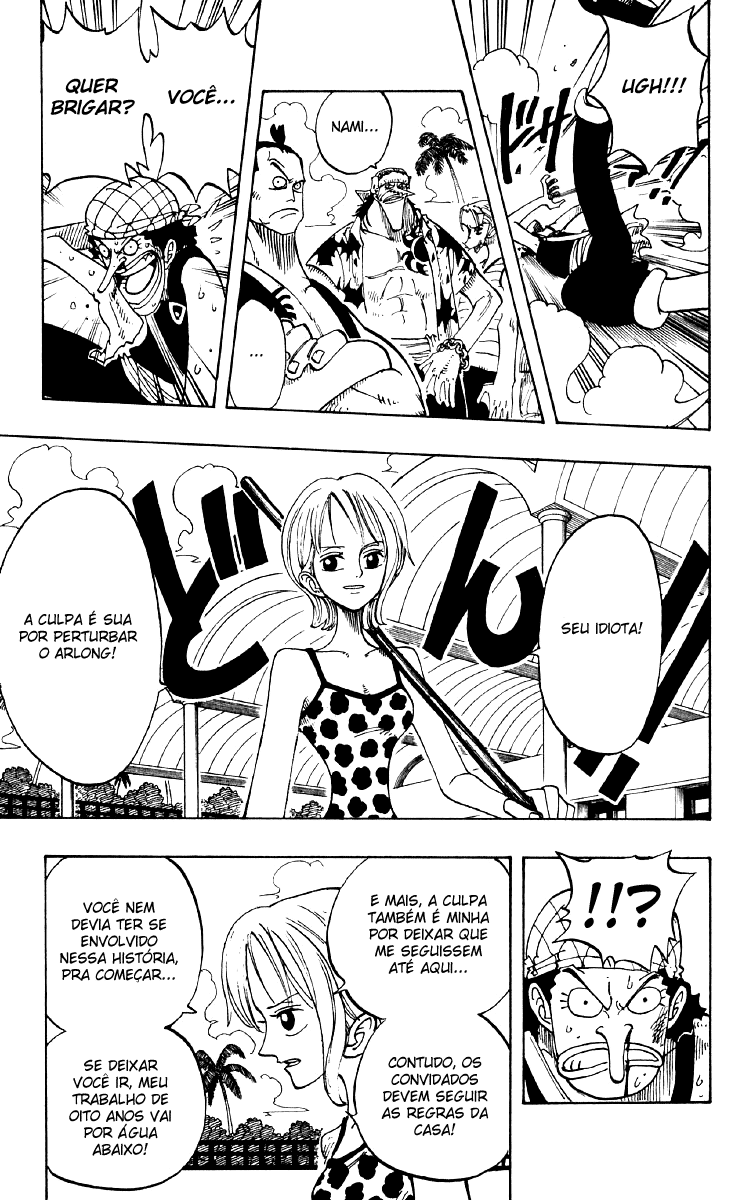 UGH!!!
NAMI...
...
VOCÊ...
QUER
BRIGAR?
SEU IDIOTA!
どん!!
A CULPA É SUA
POR PERTURBAR
O ARLONG!
!!?
E MAIS, A CULPA
TAMBÉM É MINHA
POR DEIXAR QUE
ME SEGUISSEM
ATÉ AQUI...
CONTUDO, OS
CONVIDADOS
DEVEM SEGUIR
AS REGRAS DA
CASA!
VOCÊ NEM
DEVIA TER SE
ENVOLVIDO
NESSA HISTÓRIA,
PRA COMEÇAR...
SE DEIXAR
VOCÊ IR, MEU
TRABALHO DE
OITO ANOS VAI
POR ÁGUA
ABAIXO!